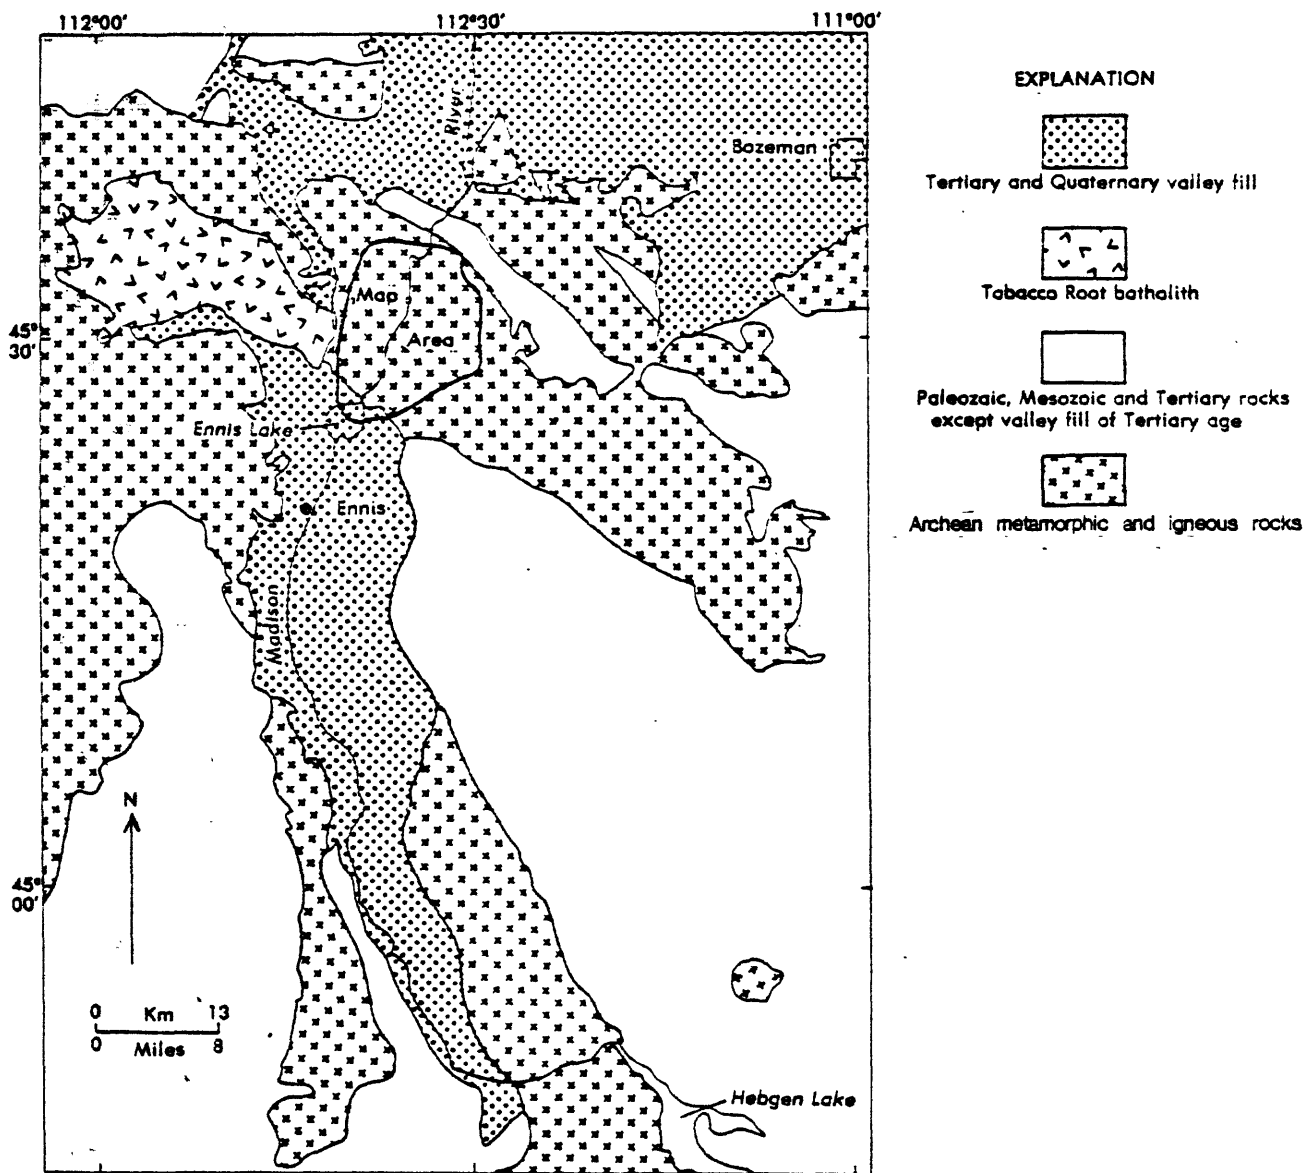 112°00′ 112°30′ 111°00′
EXPLANATION
River
Bozeman
Tertiary and Quaternary valley fill
Tobacco Root batholith
Map
Area
45°
30′
Paleozoic, Mesozoic and Tertiary rocks
except valley fill of Tertiary age
Ennis Lake
Ennis
Archean metamorphic and igneous rocks
Madison
N
45°
00′
0 Km 13
0 Miles 8
Hebgen Lake